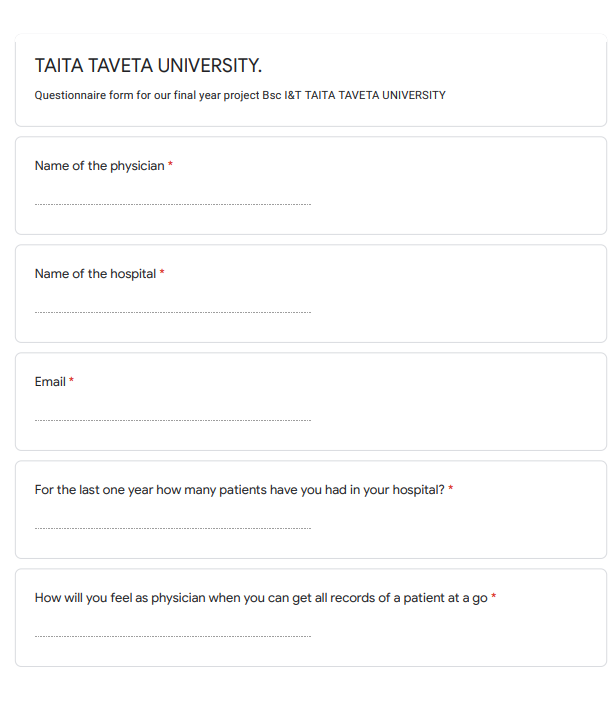 TAITA TAVETA UNIVERSITY.
Questionnaire form for our final year project Bsc I&T TAITA TAVETA UNIVERSITY
Name of the physician *
Name of the hospital *
Email *
For the last one year how many patients have you had in your hospital? *
How will you feel as physician when you can get all records of a patient at a go *